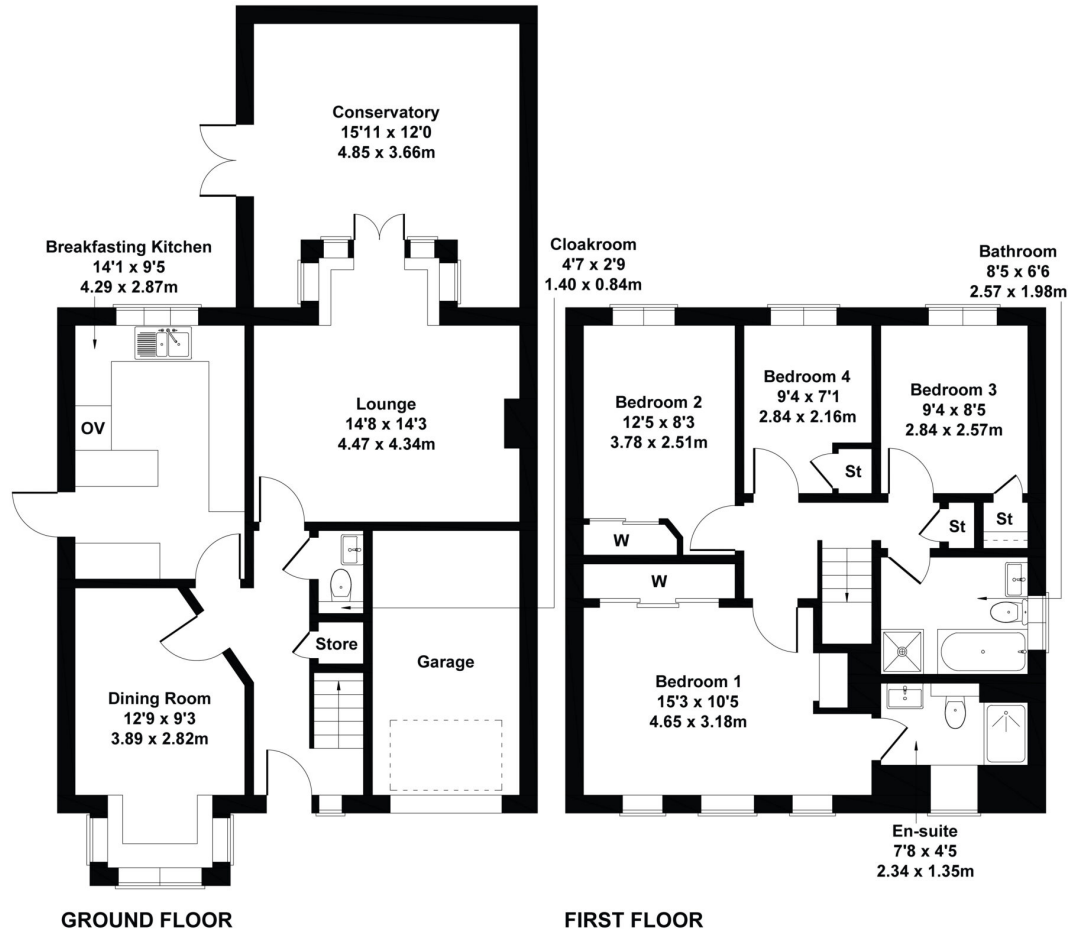 Conservatory
15'11 x 12'0
4.85 x 3.66m
Breakfasting Kitchen
14'1 x 9'5
4.29 x 2.87m
OV
Lounge
14'8 x 14'3
4.47 x 4.34m
Store
Garage
Dining Room
12'9 x 9'3
3.89 x 2.82m
GROUND FLOOR
Cloakroom
4'7 x 2'9
1.40 x 0.84m
Bathroom
8'5 x 6'6
2.57 x 1.98m
Bedroom 2
12'5 x 8'3
3.78 x 2.51m
Bedroom 4
9'4 x 7'1
2.84 x 2.16m
Bedroom 3
9'4 x 8'5
2.84 x 2.57m
St
St
St
W
W
Bedroom 1
15'3 x 10'5
4.65 x 3.18m
En-suite
7'8 x 4'5
2.34 x 1.35m
FIRST FLOOR